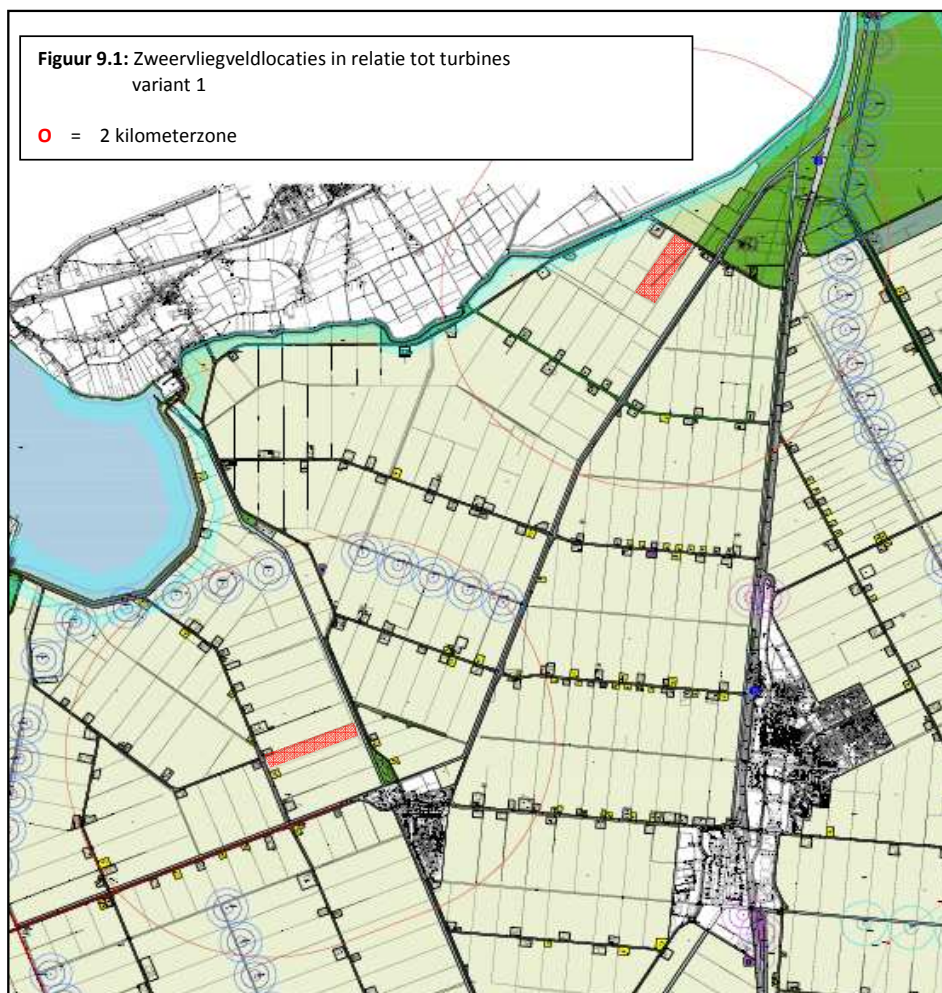 Figuur 9.1: Zweervliegveldlocaties in relatie tot turbines
variant 1
O = 2 kilometerzone